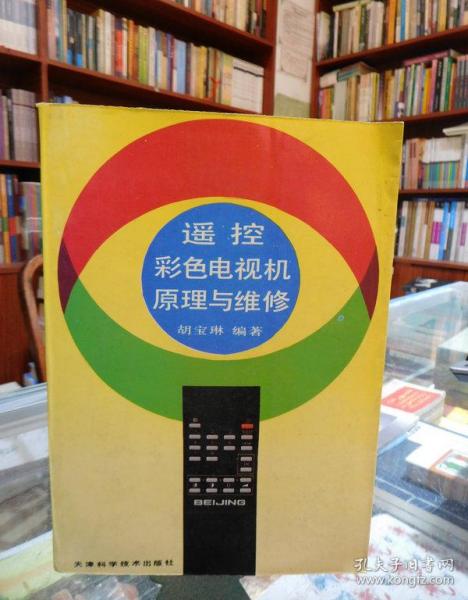 遥控
彩色电视机
原理与维修
胡宝琳 编著
BEIJING
天津科学技术出版社
孔夫子旧书网
www.kongfz.com